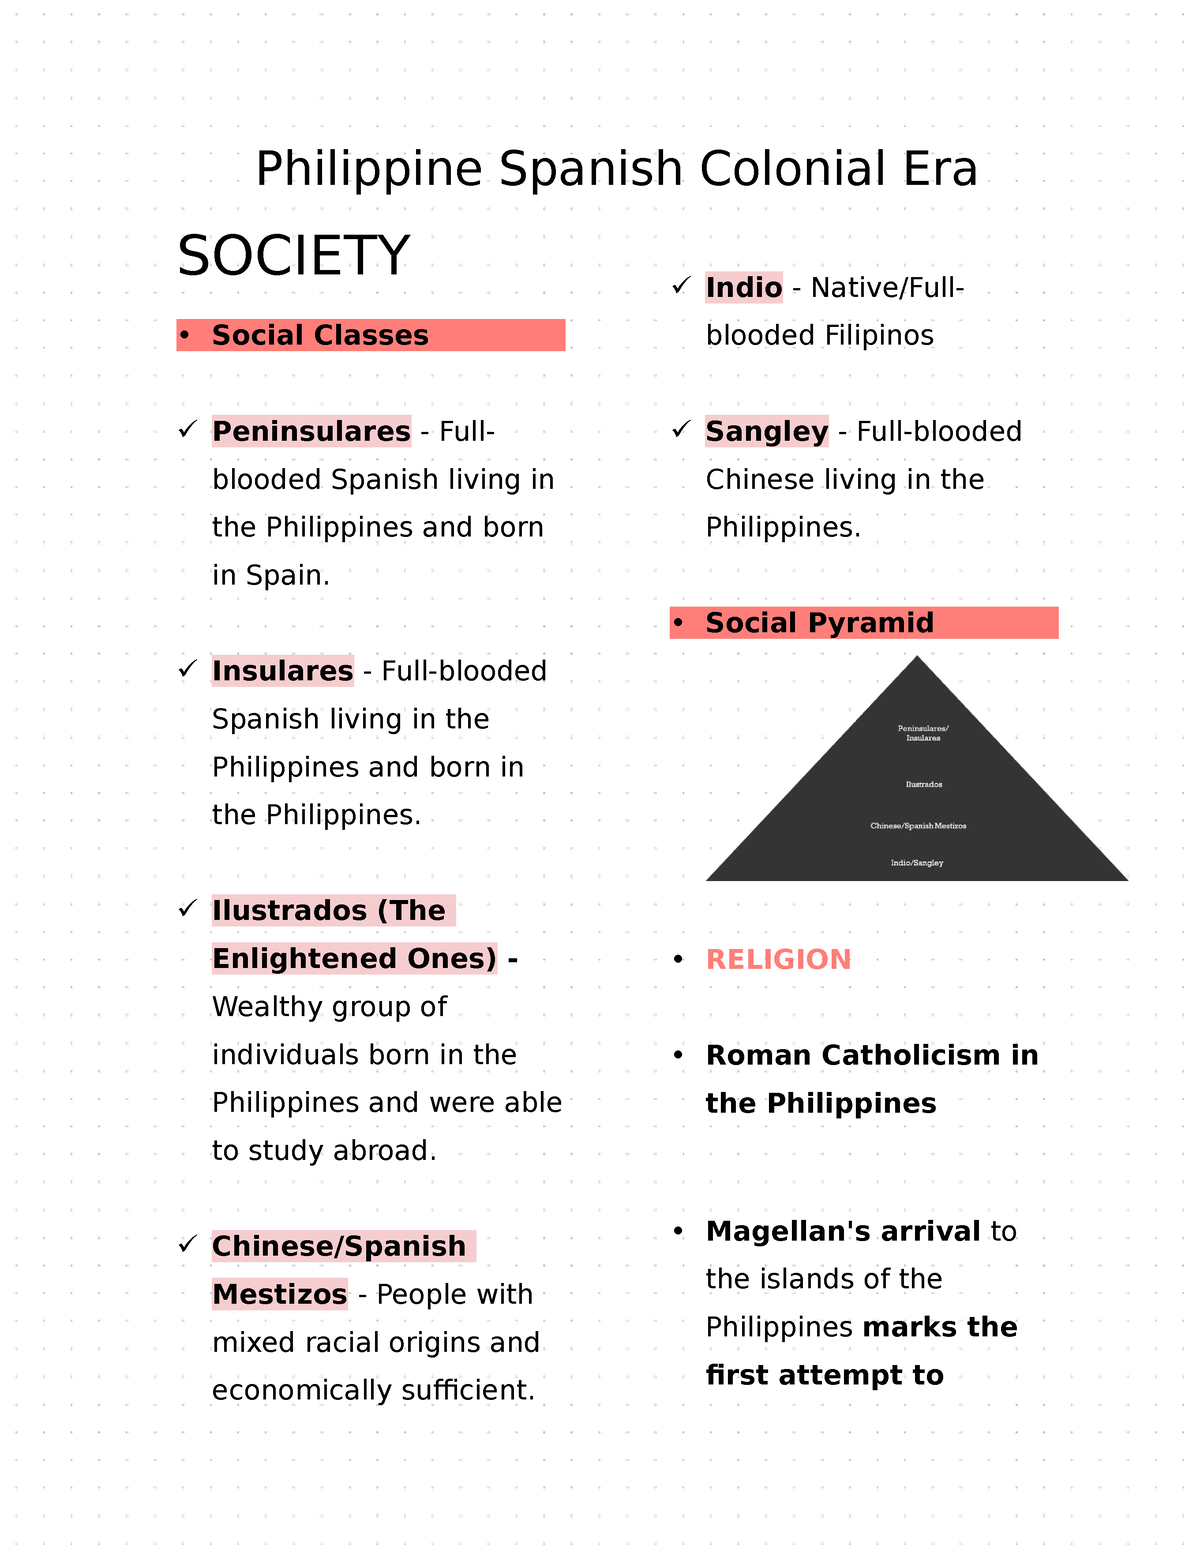 Philippine Spanish Colonial Era
SOCIETY
• Social Classes
✓ Peninsulares - Full-
blooded Spanish living in
the Philippines and born
in Spain.
✓ Insulares - Full-blooded
Spanish living in the
Philippines and born in
the Philippines.
✓ Ilustrados (The
Enlightened Ones) -
Wealthy group of
individuals born in the
Philippines and were able
to study abroad.
✓ Chinese/Spanish
Mestizos - People with
mixed racial origins and
economically sufficient.
✓ Indio - Native/Full-
blooded Filipinos
✓ Sangley - Full-blooded
Chinese living in the
Philippines.
• Social Pyramid
Peninsulares/
Insulares
Ilustrados
Chinese/Spanish Mestizos
Indio/Sangley
• RELIGION
• Roman Catholicism in
the Philippines
• Magellan's arrival to
the islands of the
Philippines marks the
first attempt to